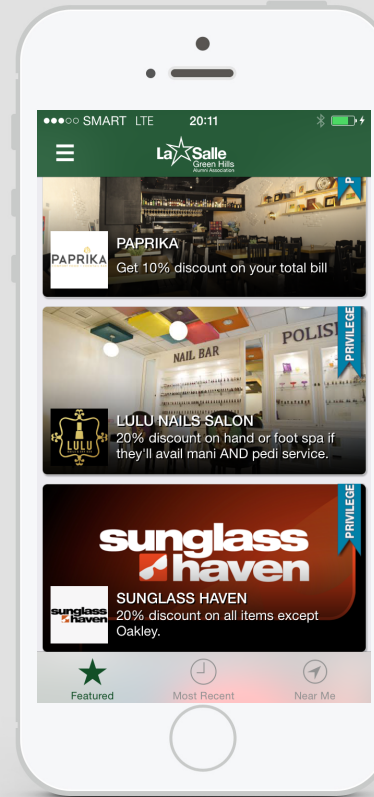 SMART LTE 20:11
La Salle
Green Hills
Alumni Association
P
PAPRIKA
PAPRIKA
Get 10% discount on your total bill
NAIL BAR
POLIS
PRIVILEGE
LULU
LULU NAILS SALON
20% discount on hand or foot spa if
they'll avail mani AND pedi service.
PRIVILEGE
sunglass
haven
sunglass
haven
SUNGLASS HAVEN
20% discount on all items except
Oakley.
Featured
Most Recent
Near Me